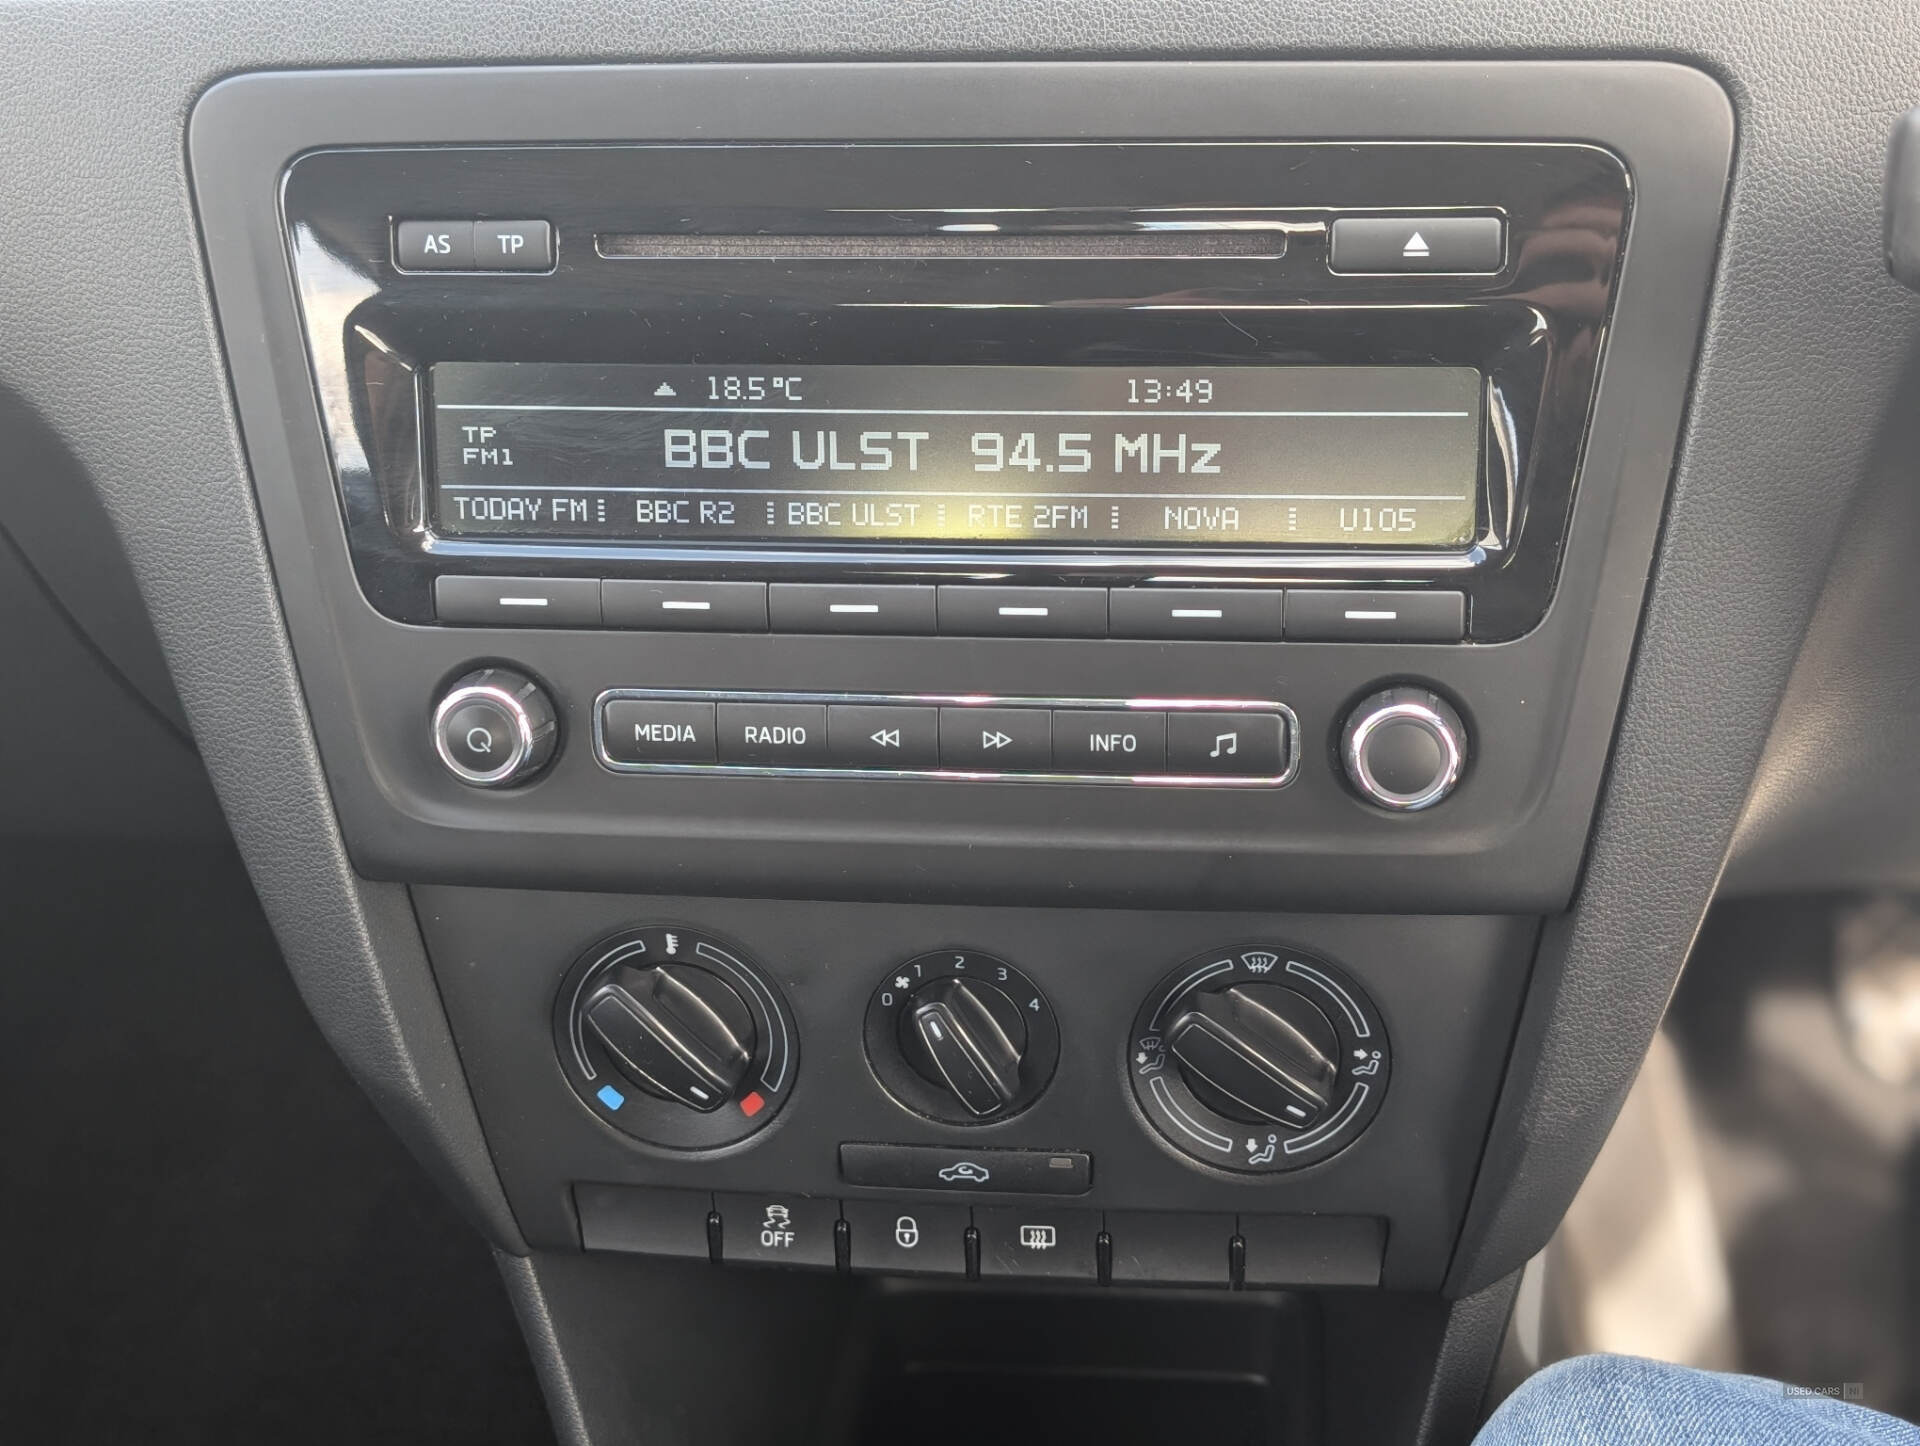 AS TP
18.5°C 13:49
TP
FM1
BBC ULST 94.5 MHz
TODAY FM BBC R2 BBC ULST RTE 2FM NOVA U105
MEDIA RADIO INFO
0 1 2 3 4
OFF
USED CARS NI